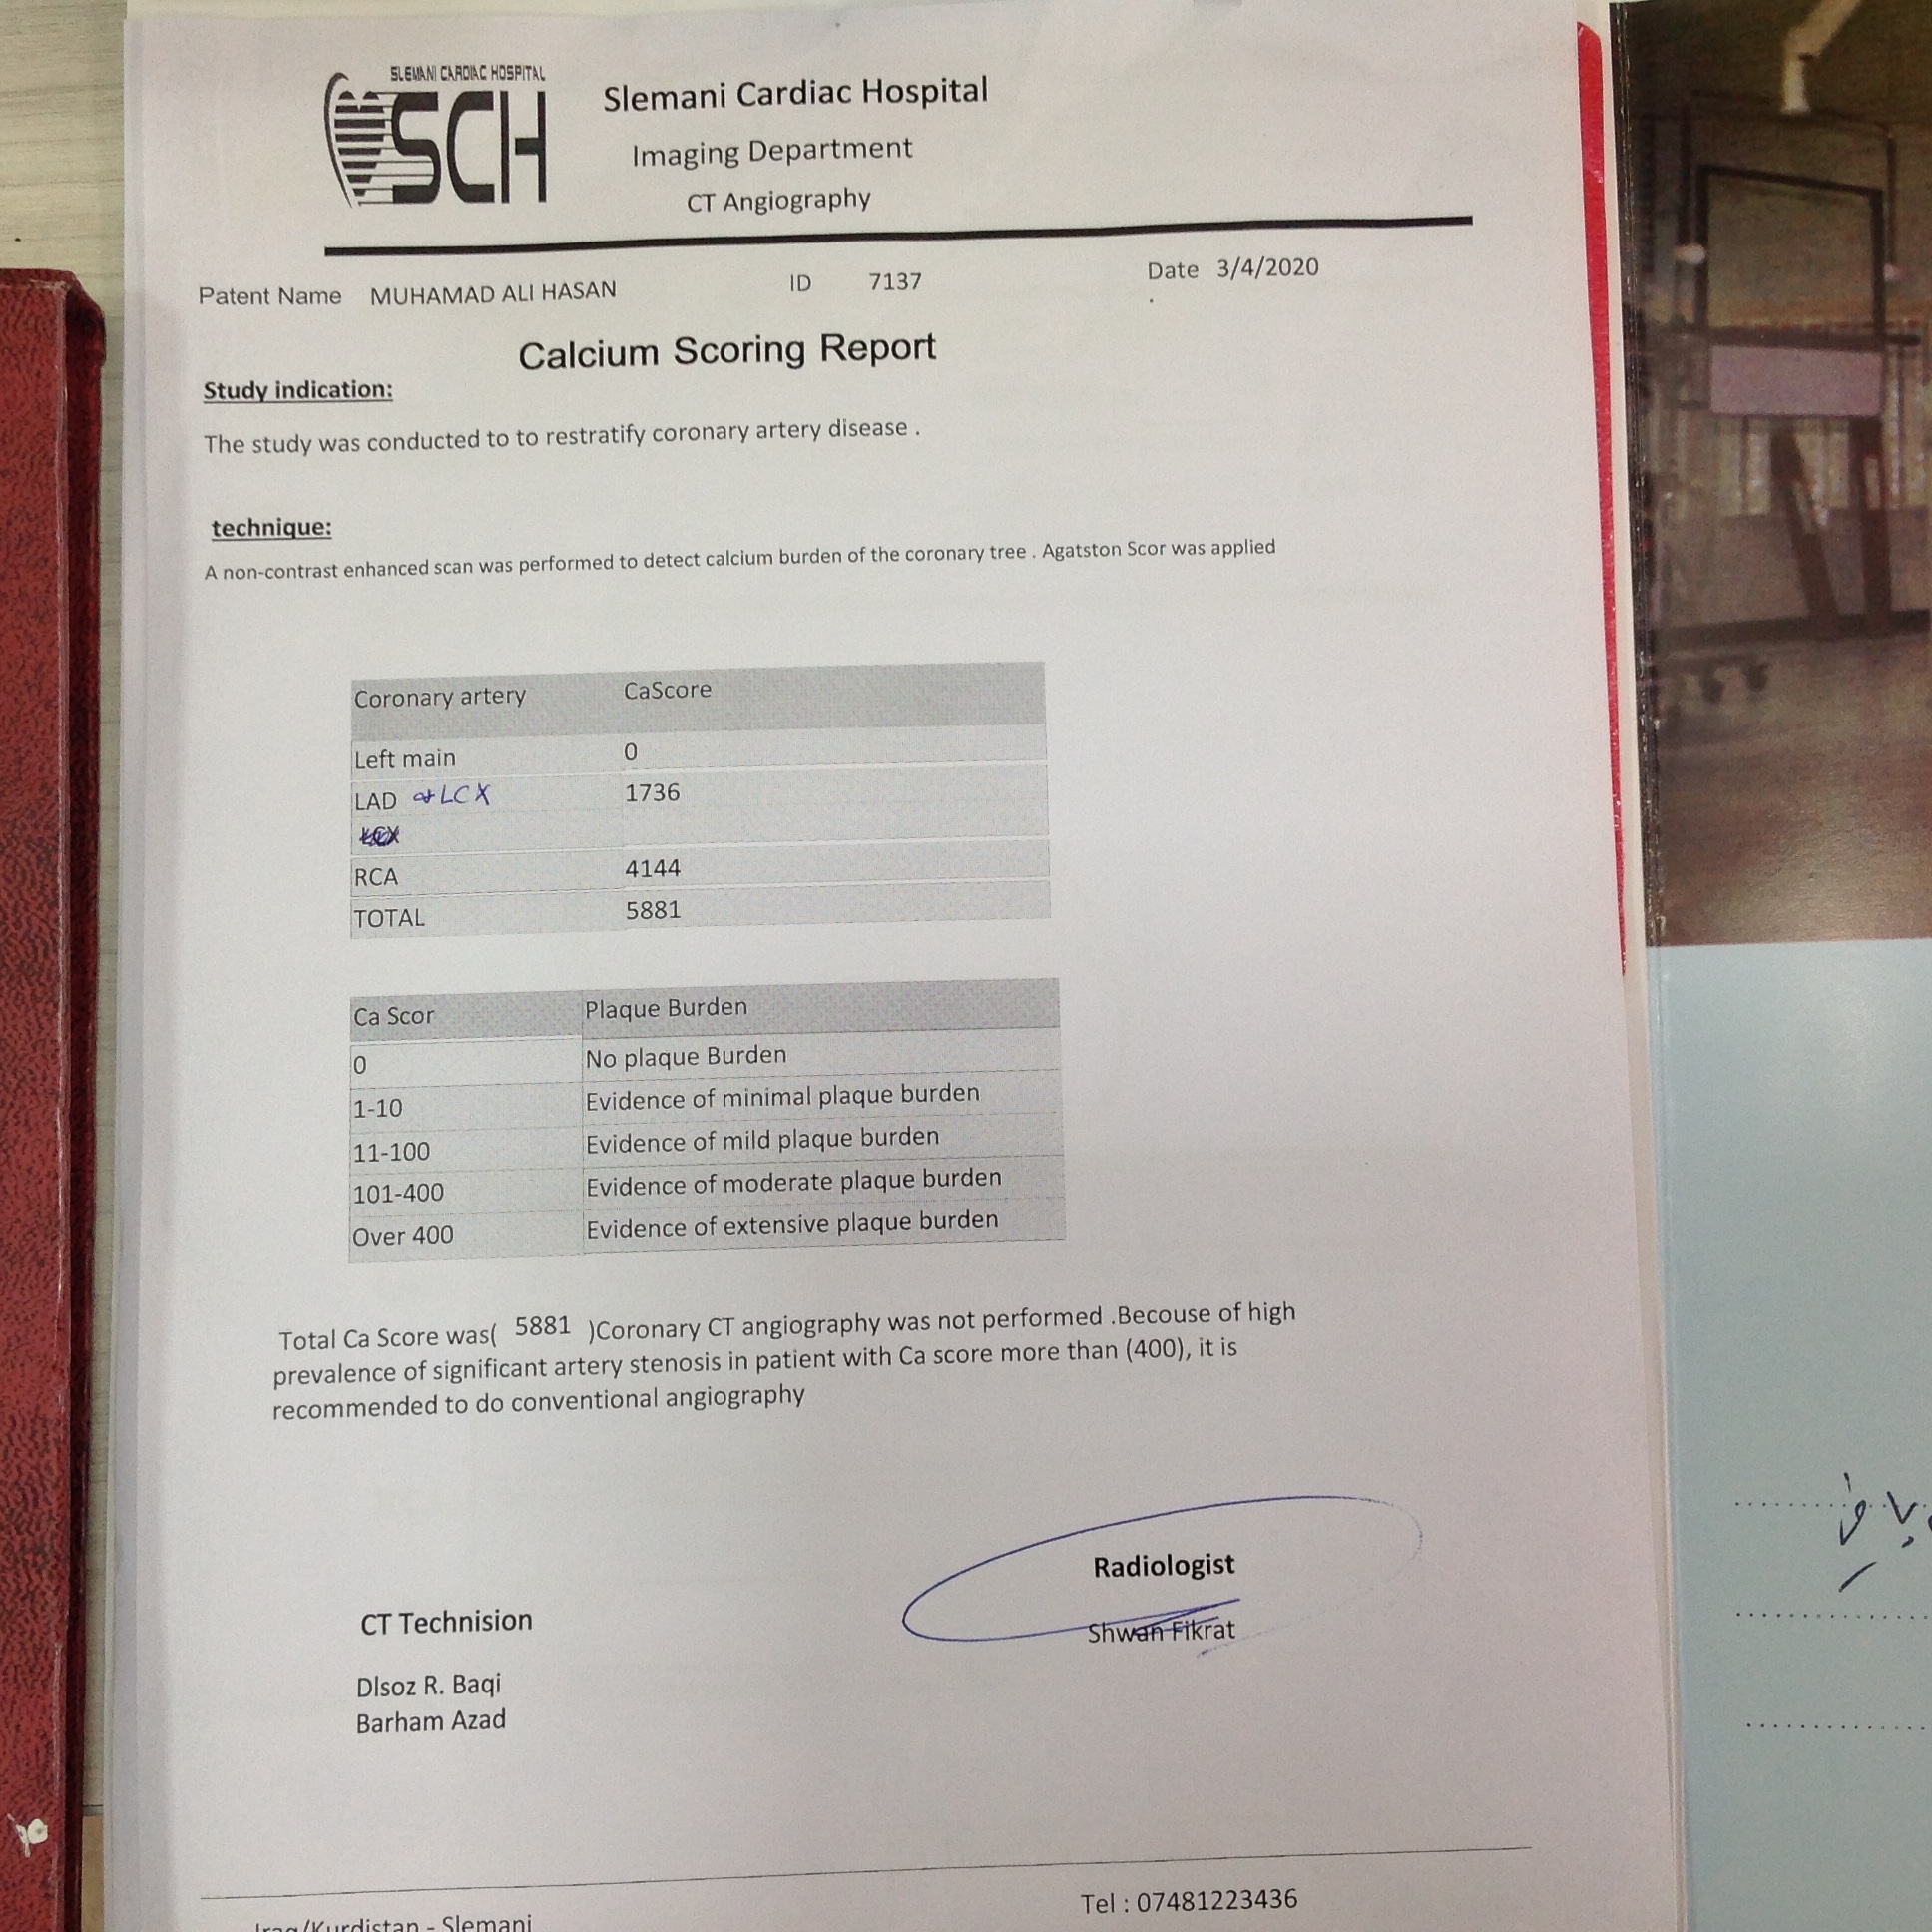 SLEMANI CARDIAC HOSPITAL
SCH
Slemani Cardiac Hospital
Imaging Department
CT Angiography
Patent Name MUHAMAD ALI HASAN ID 7137 Date 3/4/2020
Calcium Scoring Report
Study indication:
The study was conducted to to restratify coronary artery disease .
technique:
A non-contrast enhanced scan was performed to detect calcium burden of the coronary tree . Agatston Scor was applied
Coronary artery CaScore
Left main 0
LAD & LCX 1736
LCX
RCA 4144
TOTAL 5881
Ca Scor Plaque Burden
0 No plaque Burden
1-10 Evidence of minimal plaque burden
11-100 Evidence of mild plaque burden
101-400 Evidence of moderate plaque burden
Over 400 Evidence of extensive plaque burden
Total Ca Score was( 5881 )Coronary CT angiography was not performed .Becouse of high
prevalence of significant artery stenosis in patient with Ca score more than (400), it is
recommended to do conventional angiography
Radiologist
Shwan Fikrat
CT Technision
Dlsoz R. Baqi
Barham Azad
Tel : 07481223436
Iraq/Kurdistan - Slemani